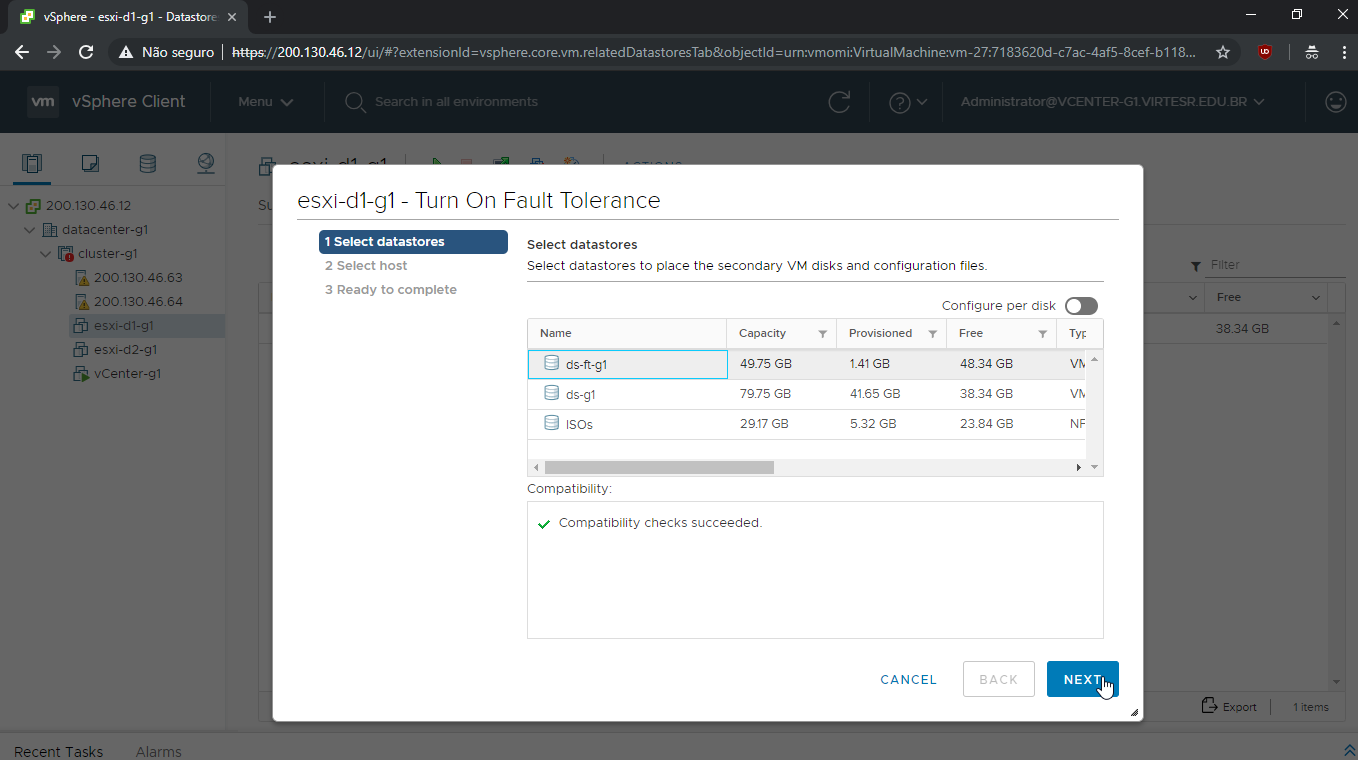 vSphere - esxi-d1-g1 - Datastore
Não seguro | https://200.130.46.12/ui/#?extensionId=vsphere.core.vm.relatedDatastoresTab&objectId=urn:vmomi:VirtualMachine:vm-27:7183620d-c7ac-4af5-8cef-b118...
vm vSphere Client Menu Search in all environments Administrator@VCENTER-G1.VIRTESR.EDU.BR
esxi-d1-g1 ACTIONS
200.130.46.12
datacenter-g1
cluster-g1
200.130.46.63
200.130.46.64
esxi-d1-g1
esxi-d2-g1
vCenter-g1
Su
Filter
Free
38.34 GB
Export 1 items
esxi-d1-g1 - Turn On Fault Tolerance
1 Select datastores
2 Select host
3 Ready to complete
Select datastores
Select datastores to place the secondary VM disks and configuration files.
Configure per disk
Name Capacity Provisioned Free Typ
ds-ft-g1 49.75 GB 1.41 GB 48.34 GB VM
ds-g1 79.75 GB 41.65 GB 38.34 GB VM
ISOs 29.17 GB 5.32 GB 23.84 GB NF
Compatibility:
Compatibility checks succeeded.
CANCEL BACK NEXT
Recent Tasks Alarms